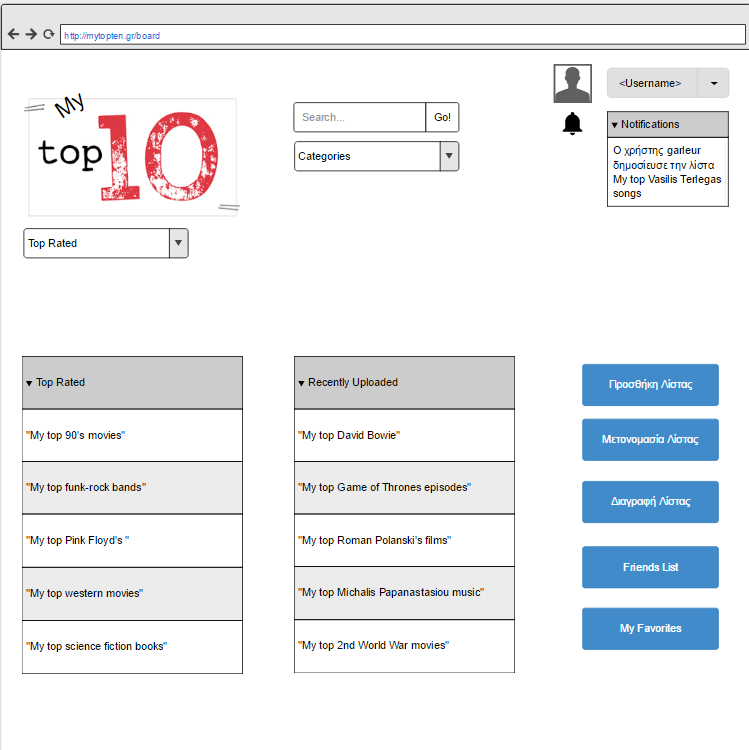 http://mytopten.gr/board
<Username>
My
top 10
Search...
Go!
Categories
Notifications
Ο χρήστης garleur
δημοσίευσε την λίστα
My top Vasilis Terlegas
songs
Top Rated
Top Rated
"My top 90's movies"
"My top funk-rock bands"
"My top Pink Floyd's "
"My top western movies"
"My top science fiction books"
Recently Uploaded
"My top David Bowie"
"My top Game of Thrones episodes"
"My top Roman Polanski's films"
"My top Michalis Papanastasiou music"
"My top 2nd World War movies"
Προσθήκη Λίστας
Μετονομασία Λίστας
Διαγραφή Λίστας
Friends List
My Favorites